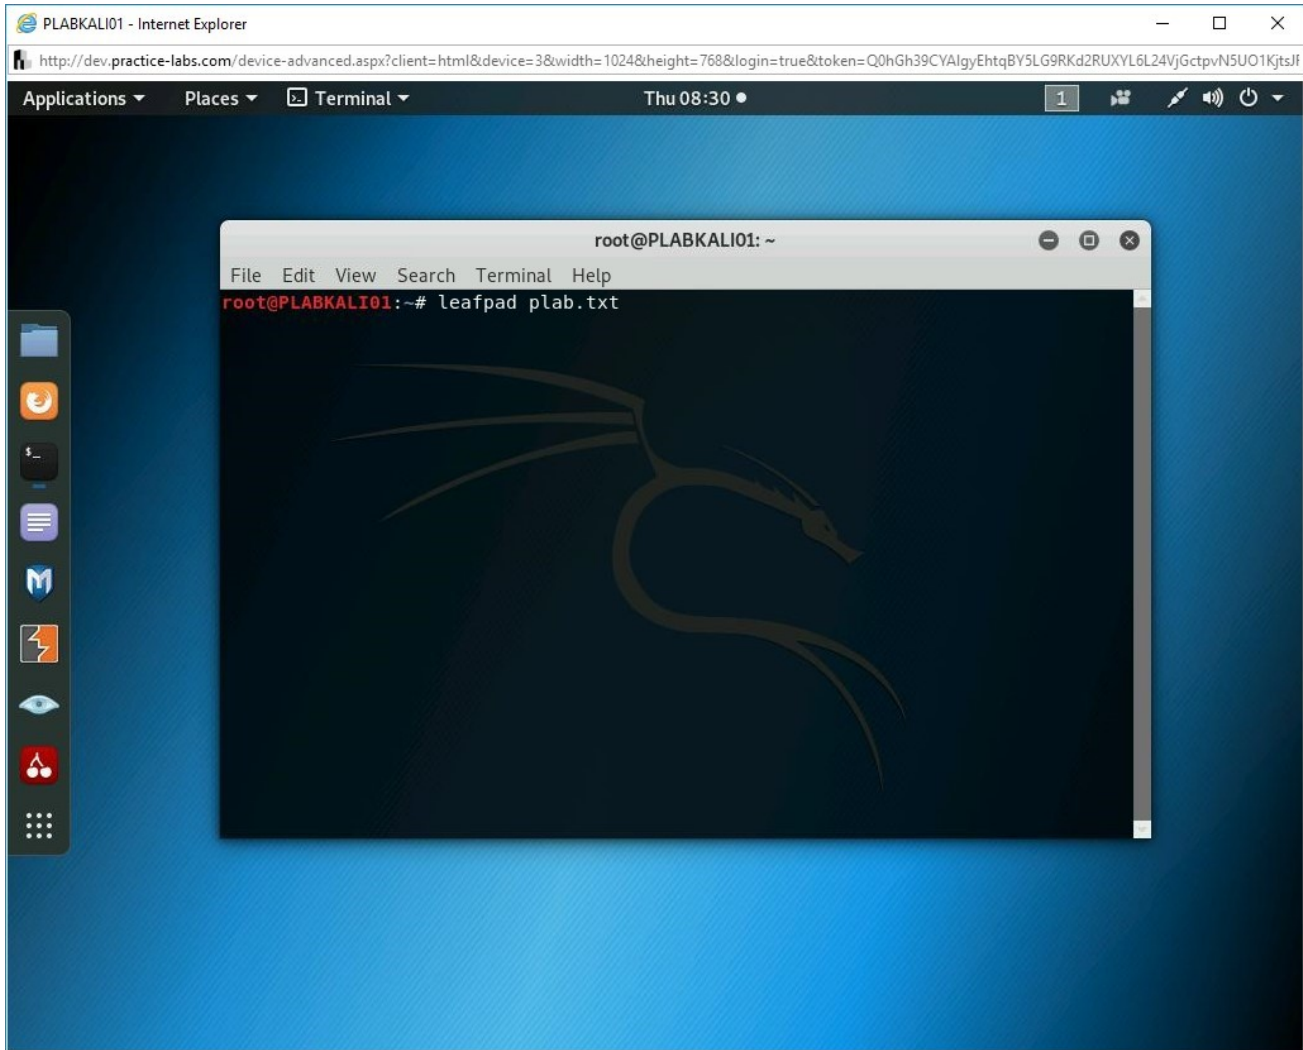 PLABKALI01 - Internet Explorer
http://dev.practice-labs.com/device-advanced.aspx?client=html&device=3&width=1024&height=768&login=true&token=Q0hGh39CYAIgyEhtqBY5LG9RKd2RUXYL6L24VjGctpvN5UO1KjtsJF
Applications Places Terminal Thu 08:30 1
root@PLABKALI01: ~
File Edit View Search Terminal Help
root@PLABKALI01:~# leafpad plab.txt
$_